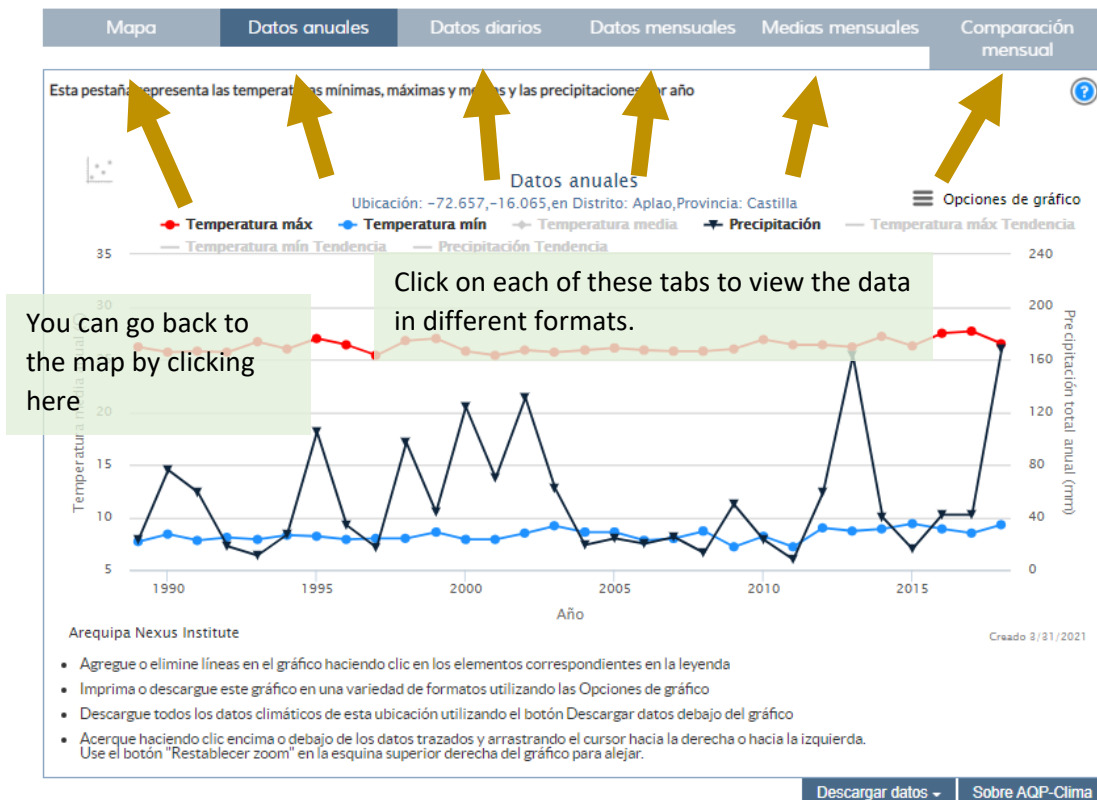 Mapa
Datos anuales
Datos diarios
Datos mensuales
Medias mensuales
Comparación
mensual
Esta pestaña representa las temperaturas mínimas, máximas y medias y las precipitaciones por año
?
Datos anuales
Ubicación: -72.657,-16.065,en Distrito: Aplao,Provincia: Castilla
Opciones de gráfico
Temperatura máx
Temperatura mín
Temperatura media
Precipitación
Temperatura máx Tendencia
Temperatura mín Tendencia
Precipitación Tendencia
35
240
Click on each of these tabs to view the data
in different formats.
You can go back to
the map by clicking
here
30
200
160
20
120
15
80
10
40
5
0
Temperatura
Precipitación total anual (mm)
1990
1995
2000
2005
2010
2015
Año
Arequipa Nexus Institute
Creado 3/31/2021
Agregue o elimine líneas en el gráfico haciendo clic en los elementos correspondientes en la leyenda
Imprima o descargue este gráfico en una variedad de formatos utilizando las Opciones de gráfico
Descargue todos los datos climáticos de esta ubicación utilizando el botón Descargar datos debajo del gráfico
Acerque haciendo clic encima o debajo de los datos trazados y arrastrando el cursor hacia la derecha o hacia la izquierda.
Use el botón "Restablecer zoom" en la esquina superior derecha del gráfico para alejar.
Descargar datos
Sobre AQP-Clima